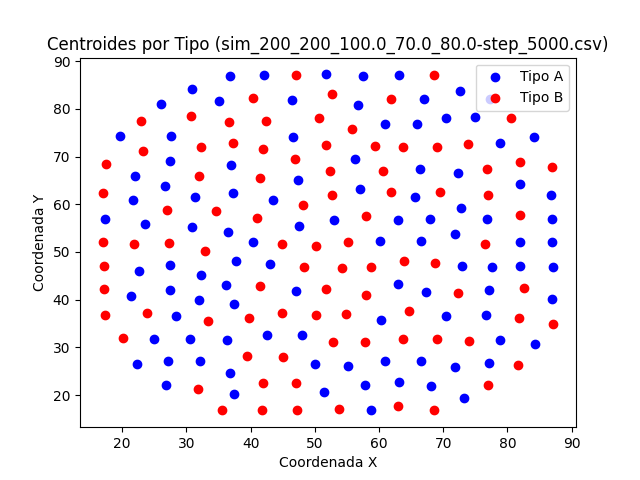 Centroides por Tipo (sim_200_200_100.0_70.0_80.0-step_5000.csv)
90
80
70
60
50
40
30
20
Coordenada Y
Tipo A
Tipo B
20 30 40 50 60 70 80 90
Coordenada X